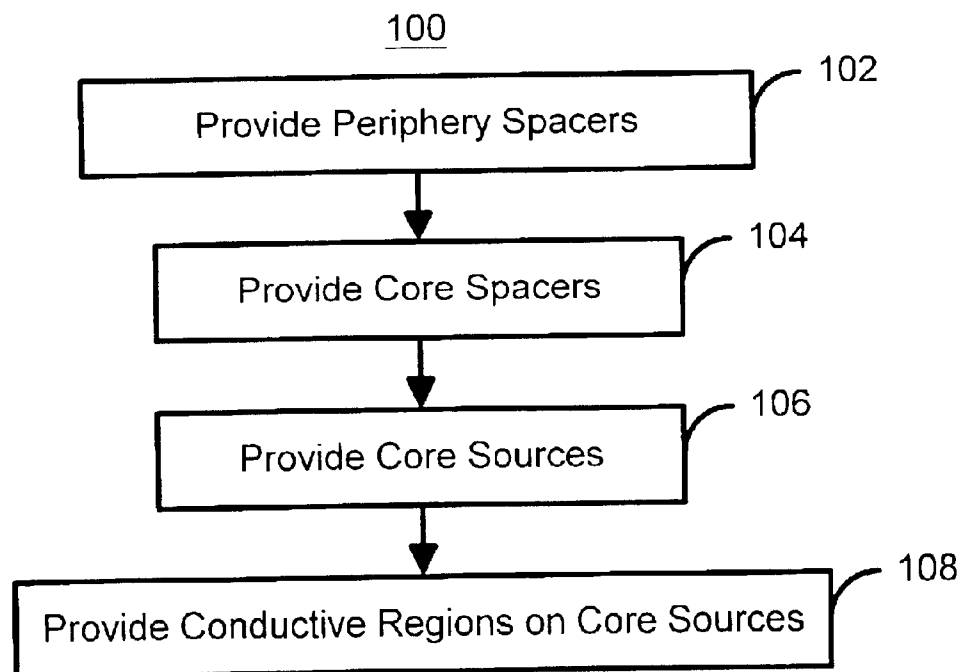 100
102
Provide Periphery Spacers
104
Provide Core Spacers
106
Provide Core Sources
108
Provide Conductive Regions on Core Sources